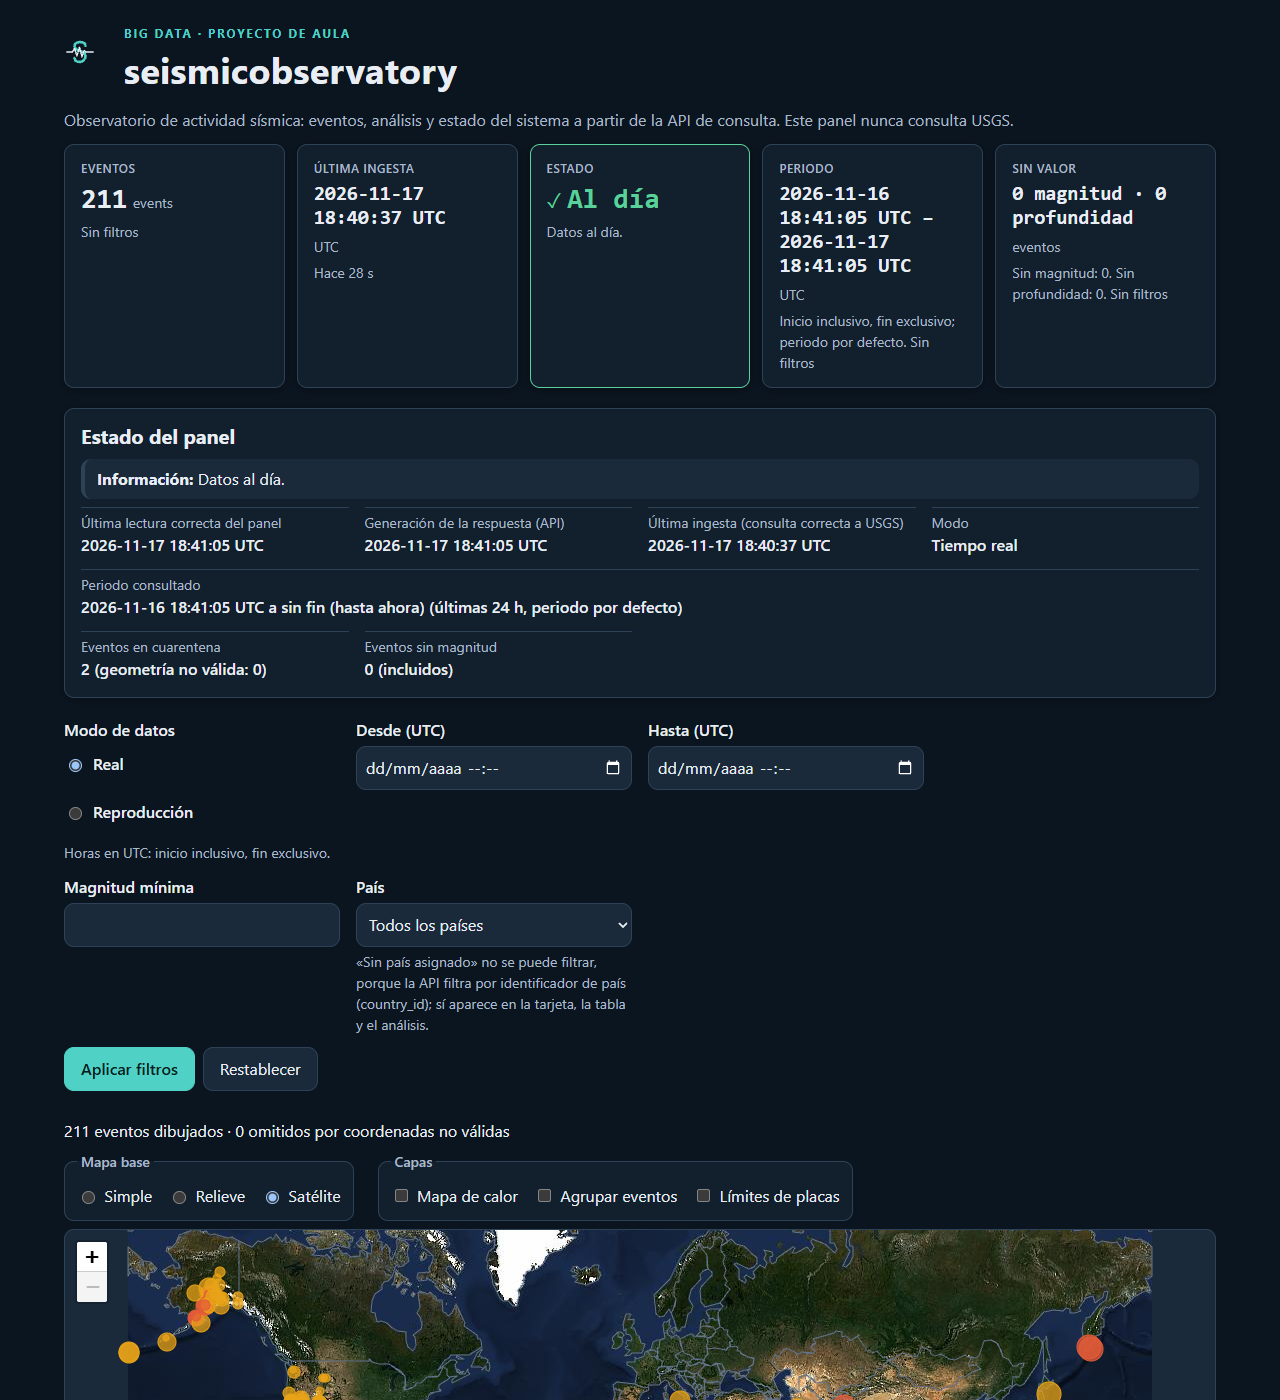 BIG DATA · PROYECTO DE AULA
seismicobservatory
Observatorio de actividad sísmica: eventos, análisis y estado del sistema a partir de la API de consulta. Este panel nunca consulta USGS.
EVENTOS
211 events
Sin filtros
ÚLTIMA INGESTA
2026-11-17
18:40:37 UTC
UTC
Hace 28 s
ESTADO
✓ Al día
Datos al día.
PERIODO
2026-11-16
18:41:05 UTC –
2026-11-17
18:41:05 UTC
UTC
Inicio inclusivo, fin exclusivo;
periodo por defecto. Sin
filtros
SIN VALOR
0 magnitud · 0
profundidad
eventos
Sin magnitud: 0. Sin
profundidad: 0. Sin filtros
Estado del panel
Información: Datos al día.
Última lectura correcta del panel
2026-11-17 18:41:05 UTC
Generación de la respuesta (API)
2026-11-17 18:41:05 UTC
Última ingesta (consulta correcta a USGS)
2026-11-17 18:40:37 UTC
Modo
Tiempo real
Periodo consultado
2026-11-16 18:41:05 UTC a sin fin (hasta ahora) (últimas 24 h, periodo por defecto)
Eventos en cuarentena
2 (geometría no válida: 0)
Eventos sin magnitud
0 (incluidos)
Modo de datos
Real
Reproducción
Desde (UTC)
dd/mm/aaaa --:--
Hasta (UTC)
dd/mm/aaaa --:--
Horas en UTC: inicio inclusivo, fin exclusivo.
Magnitud mínima
País
Todos los países
«Sin país asignado» no se puede filtrar,
porque la API filtra por identificador de país
(country_id); sí aparece en la tarjeta, la tabla
y el análisis.
Aplicar filtros
Restablecer
211 eventos dibujados · 0 omitidos por coordenadas no válidas
Mapa base
Simple
Relieve
Satélite
Capas
Mapa de calor
Agrupar eventos
Límites de placas
+
−